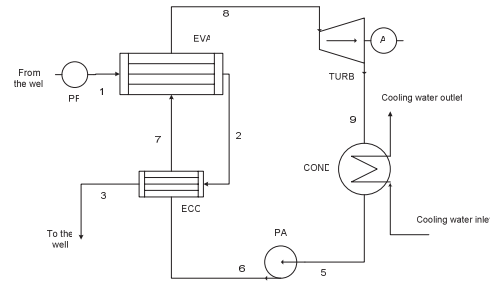 8
EVA
A
From
the wel
PF
1
TURB
Cooling water outlet
9
7
2
COND
3
ECC
Cooling water inle
To the
well
PA
6
5